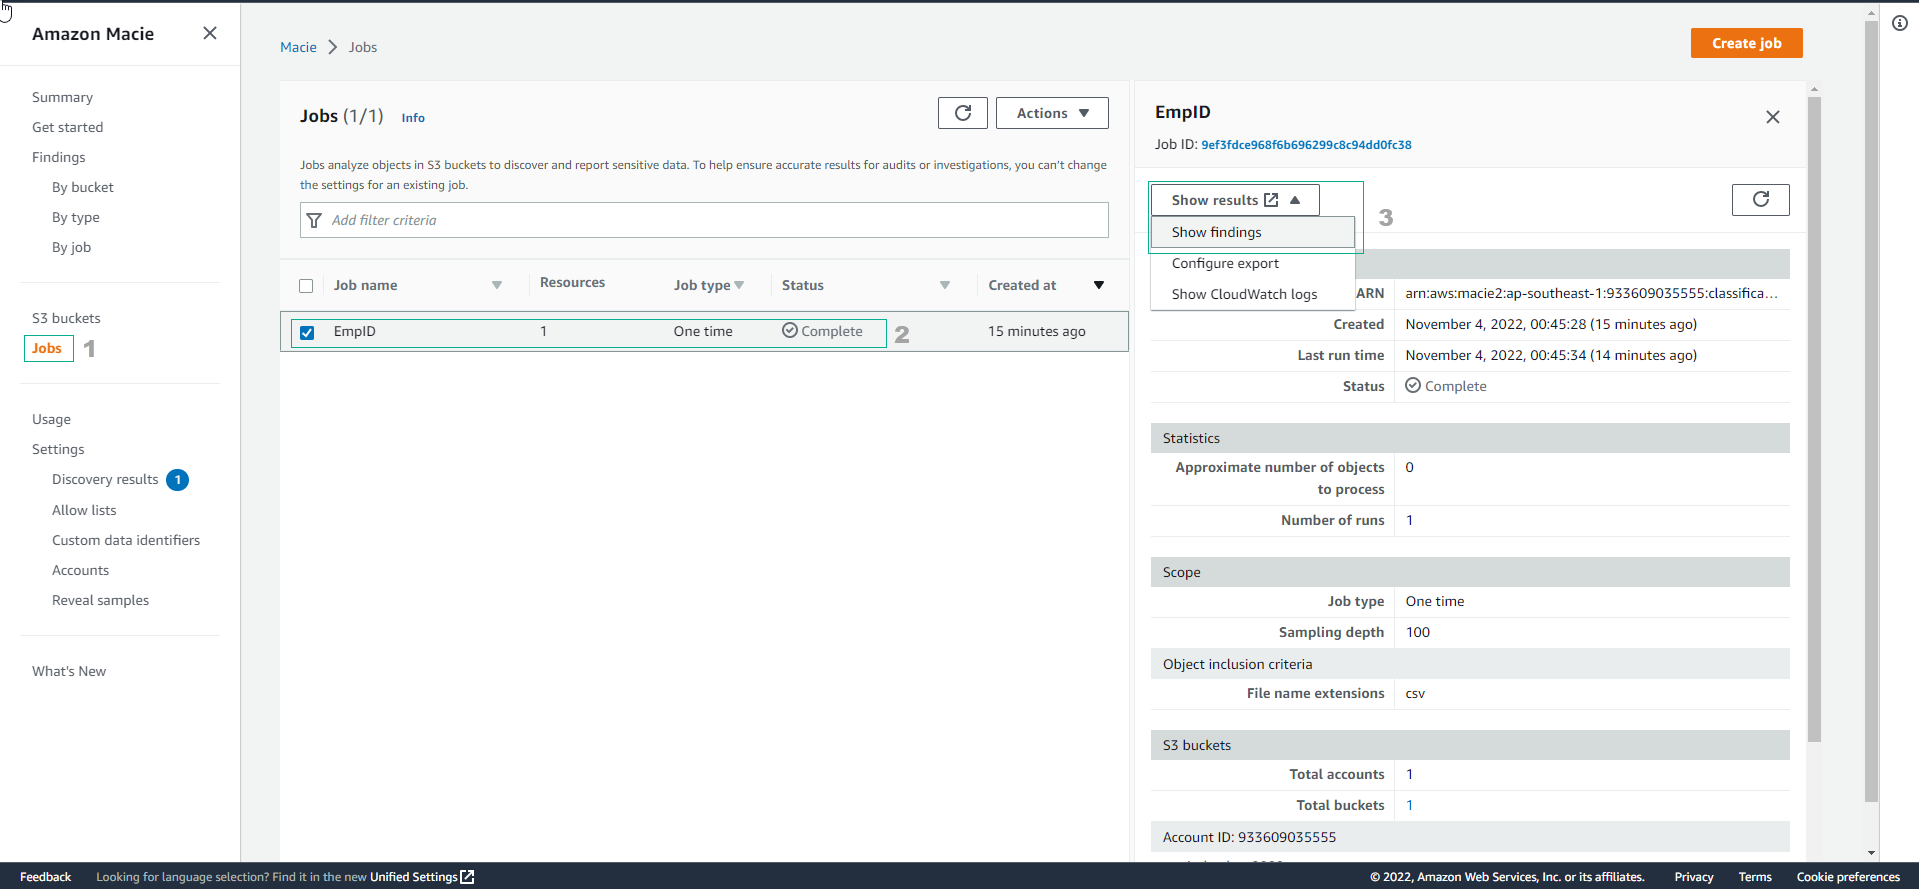 Amazon Macie
Summary
Get started
Findings
By bucket
By type
By job
S3 buckets
Jobs 1
Usage
Settings
Discovery results 1
Allow lists
Custom data identifiers
Accounts
Reveal samples
What's New
Macie > Jobs
Create job
Jobs (1/1) Info
Actions
Jobs analyze objects in S3 buckets to discover and report sensitive data. To help ensure accurate results for audits or investigations, you can't change
the settings for an existing job.
Add filter criteria
Job name Resources Job type Status Created at
EmpID 1 One time Complete 2 15 minutes ago
EmpID
Job ID: 9ef3fdce968f6b696299c8c94dd0fc38
Show results 3
Show findings
Configure export
Show CloudWatch logs
ARN arn:aws:macie2:ap-southeast-1:933609035555:classifica...
Created November 4, 2022, 00:45:28 (15 minutes ago)
Last run time November 4, 2022, 00:45:34 (14 minutes ago)
Status Complete
Statistics
Approximate number of objects 0
to process
Number of runs 1
Scope
Job type One time
Sampling depth 100
Object inclusion criteria
File name extensions csv
S3 buckets
Total accounts 1
Total buckets 1
Account ID: 933609035555
Feedback Looking for language selection? Find it in the new Unified Settings © 2022, Amazon Web Services, Inc. or its affiliates. Privacy Terms Cookie preferences